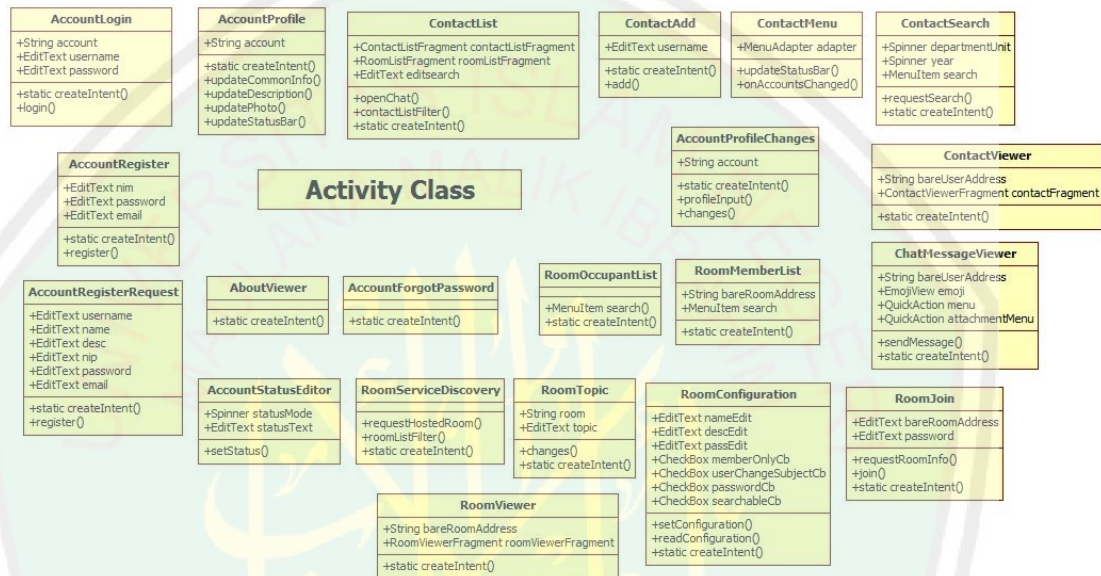 AccountLogin
+String account
+EditText username
+EditText password
+static createIntent()
+login()
AccountProfile
+String account
+static createIntent()
+updateCommonInfo()
+updateDescription()
+updatePhoto()
+updateStatusBar()
ContactList
+ContactListFragment contactListFragment
+RoomListFragment roomListFragment
+EditText editsearch
+openChat()
+contactListFilter()
+static createIntent()
ContactAdd
+EditText username
+static createIntent()
+add()
ContactMenu
+MenuAdapter adapter
+updateStatusBar()
+onAccountsChanged()
ContactSearch
+Spinner departmentUnit
+Spinner year
+MenuItem search
+requestSearch()
+static createIntent()
AccountRegister
+EditText nim
+EditText password
+EditText email
+static createIntent()
+register()
Activity Class
AccountProfileChanges
+String account
+static createIntent()
+profileInput()
+changes()
ContactViewer
+String bareUserAddress
+ContactViewerFragment contactFragment
+static createIntent()
AccountRegisterRequest
+EditText username
+EditText name
+EditText desc
+EditText nip
+EditText password
+EditText email
+static createIntent()
+register()
AboutViewer
+static createIntent()
AccountForgotPassword
+static createIntent()
RoomOccupantList
+MenuItem search()
+static createIntent()
RoomMemberList
+String bareRoomAddress
+MenuItem search
+static createIntent()
ChatMessageViewer
+String bareUserAddress
+EmojiView emoji
+QuickAction menu
+QuickAction attachmentMenu
+sendMessage()
+static createIntent()
AccountStatusEditor
+Spinner statusMode
+EditText statusText
+setStatus()
RoomServiceDiscovery
+requestHostedRoom()
+roomListFilter()
+static createIntent()
RoomTopic
+String room
+EditText topic
+changes()
+static createIntent()
RoomConfiguration
+EditText nameEdit
+EditText descEdit
+EditText passEdit
+CheckBox memberOnlyCb
+CheckBox userChangeSubjectCb
+CheckBox passwordCb
+CheckBox searchableCb
+setConfiguration()
+readConfiguration()
+static createIntent()
RoomJoin
+EditText bareRoomAddress
+EditText password
+requestRoomInfo()
+join()
+static createIntent()
RoomViewer
+String bareRoomAddress
+RoomViewerFragment roomViewerFragment
+static createIntent()